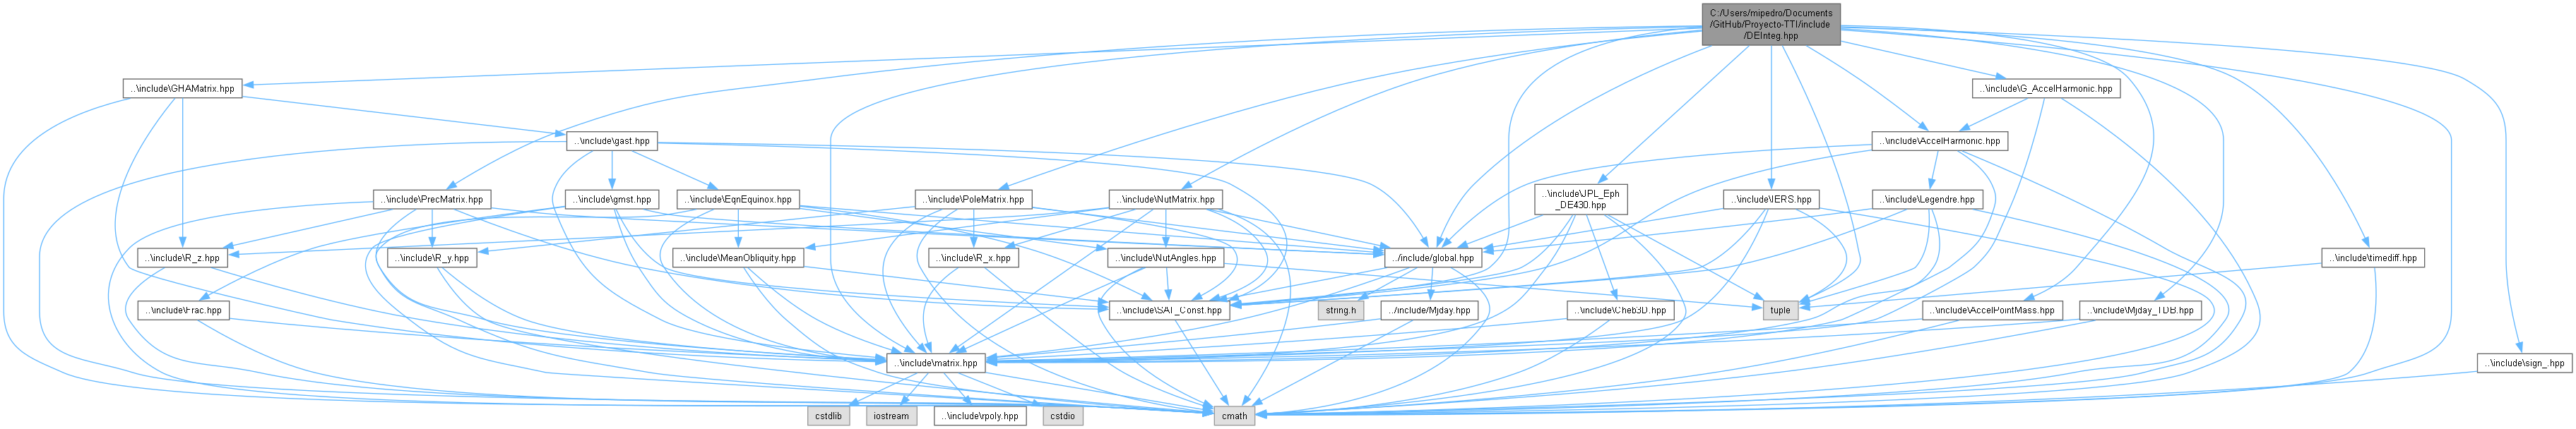 C:/Users/mipedro/Documents
/GitHub/Proyecto-TTI/include
/DEInteg.hpp
..\include\GHAMatrix.hpp
..\include\G_AccelHarmonic.hpp
..\include\gast.hpp
..\include\AccelHarmonic.hpp
..\include\PrecMatrix.hpp
..\include\gmst.hpp
..\include\EqnEquinox.hpp
..\include\PoleMatrix.hpp
..\include\NutMatrix.hpp
..\include\JPL_Eph
_DE430.hpp
..\include\IERS.hpp
..\include\Legendre.hpp
..\include\R_z.hpp
..\include\R_y.hpp
..\include\MeanObliquity.hpp
..\include\R_x.hpp
..\include\NutAngles.hpp
../include/global.hpp
..\include\timediff.hpp
..\include\Frac.hpp
..\include\SAT_Const.hpp
string.h
../include/Mjday.hpp
..\include\Cheb3D.hpp
tuple
..\include\AccelPointMass.hpp
..\include\Mjday_TDB.hpp
..\include\matrix.hpp
..\include\sign_.hpp
cstdlib
iostream
..\include\rpoly.hpp
cstdio
cmath